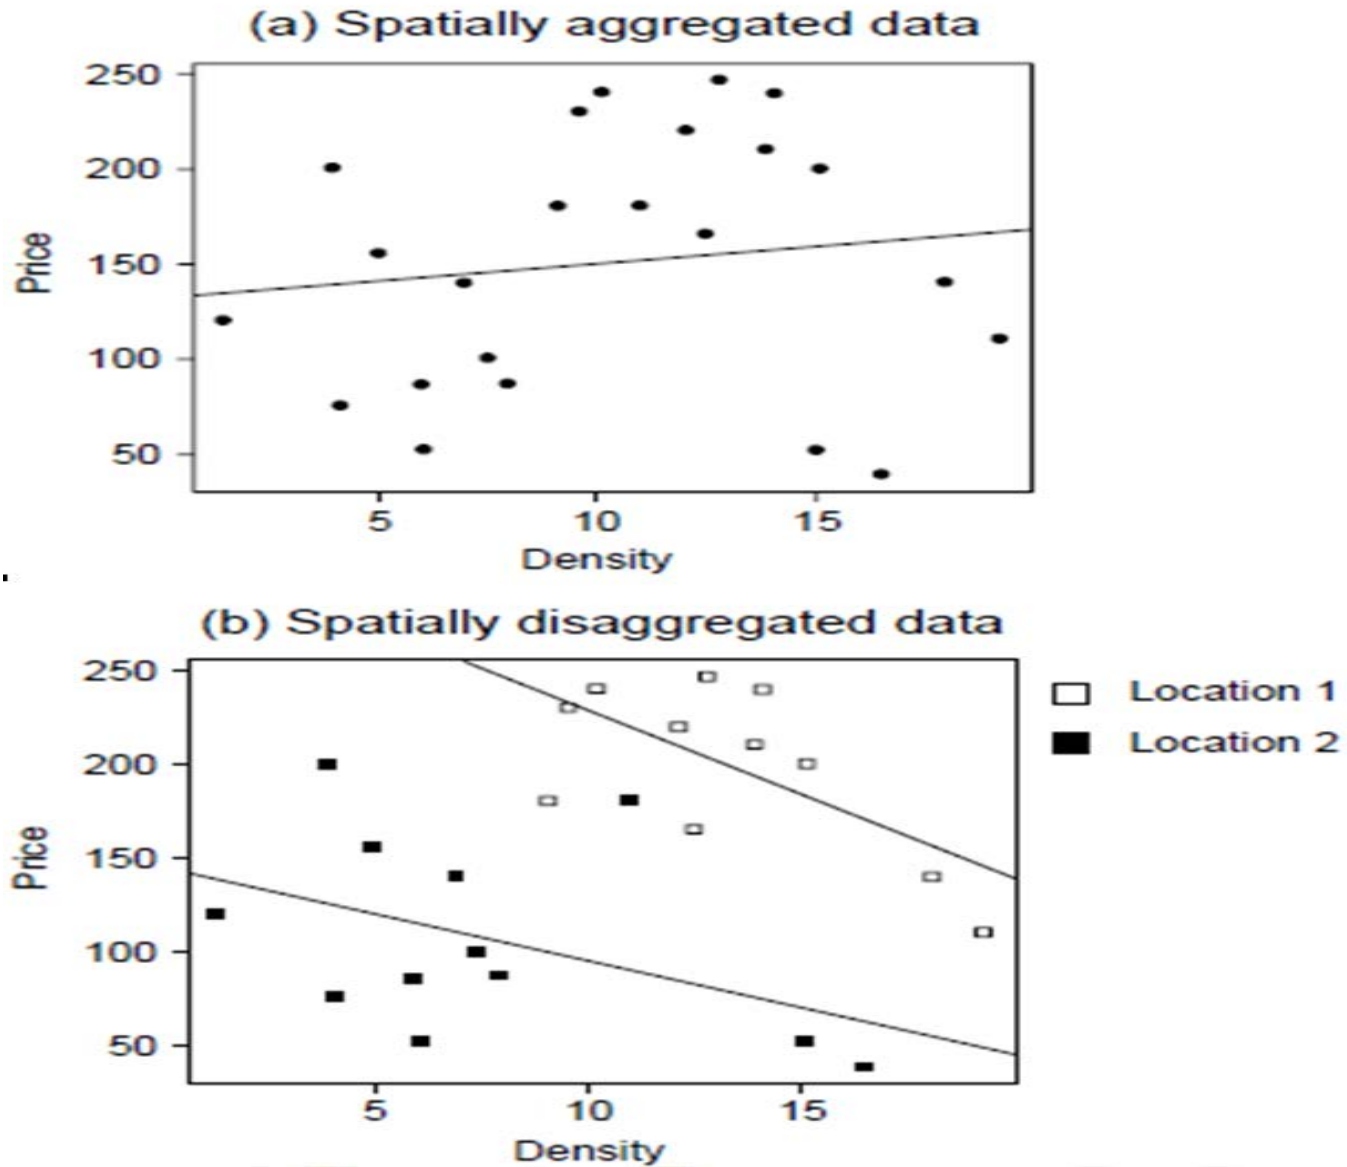 (a) Spatially aggregated data
250
200
150
100
50
Price
5 10 15
Density
(b) Spatially disaggregated data
250
200
150
100
50
Price
5 10 15
Density
Location 1
Location 2